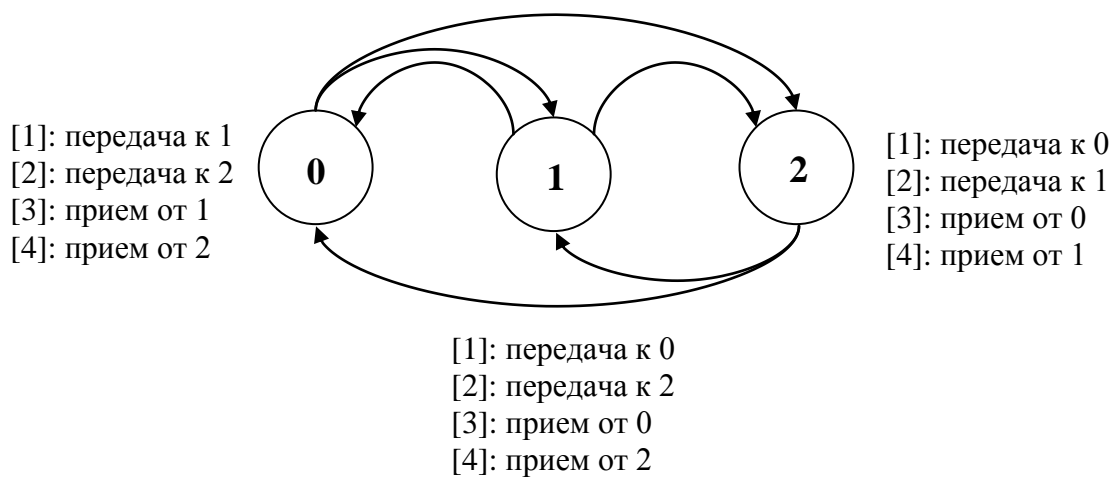 [1]: передача к 1
[2]: передача к 2
[3]: прием от 1
[4]: прием от 2
0
1
2
[1]: передача к 0
[2]: передача к 1
[3]: прием от 0
[4]: прием от 1
[1]: передача к 0
[2]: передача к 2
[3]: прием от 0
[4]: прием от 2